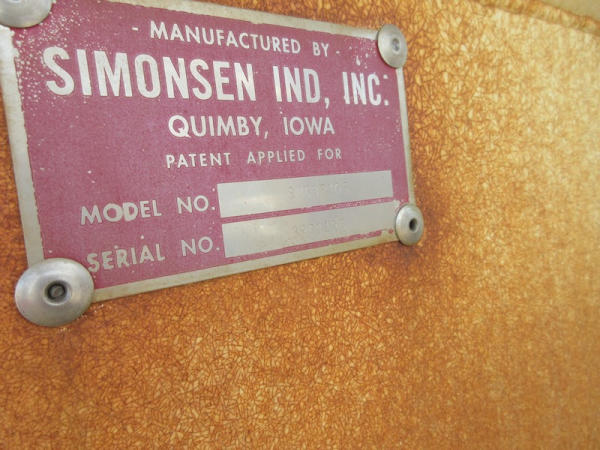 - MANUFACTURED BY -
SIMONSEN IND, INC.
QUIMBY, IOWA
PATENT APPLIED FOR
MODEL NO.
SERIAL NO.